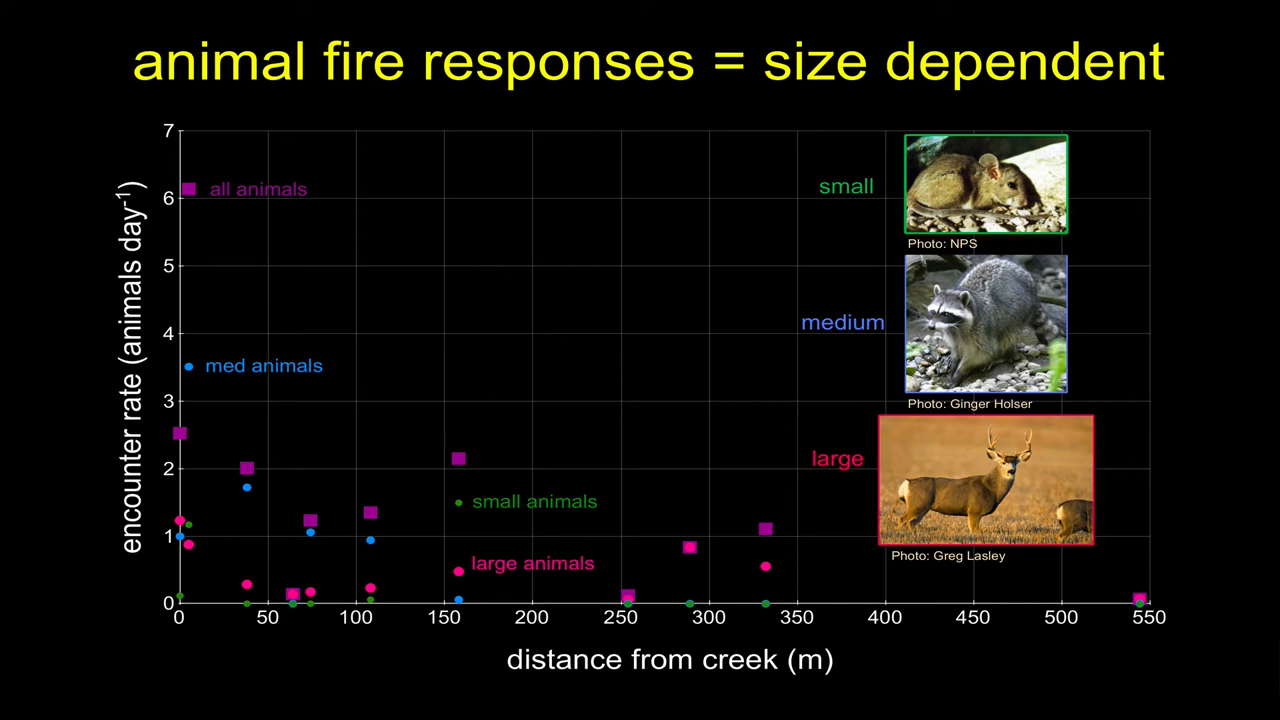 animal fire responses = size dependent
encounter rate (animals day-1)
7
6
5
4
3
2
1
0
all animals
med animals
small animals
large animals
small
Photo: NPS
medium
Photo: Ginger Holser
large
Photo: Greg Lasley
0 50 100 150 200 250 300 350 400 450 500 550
distance from creek (m)